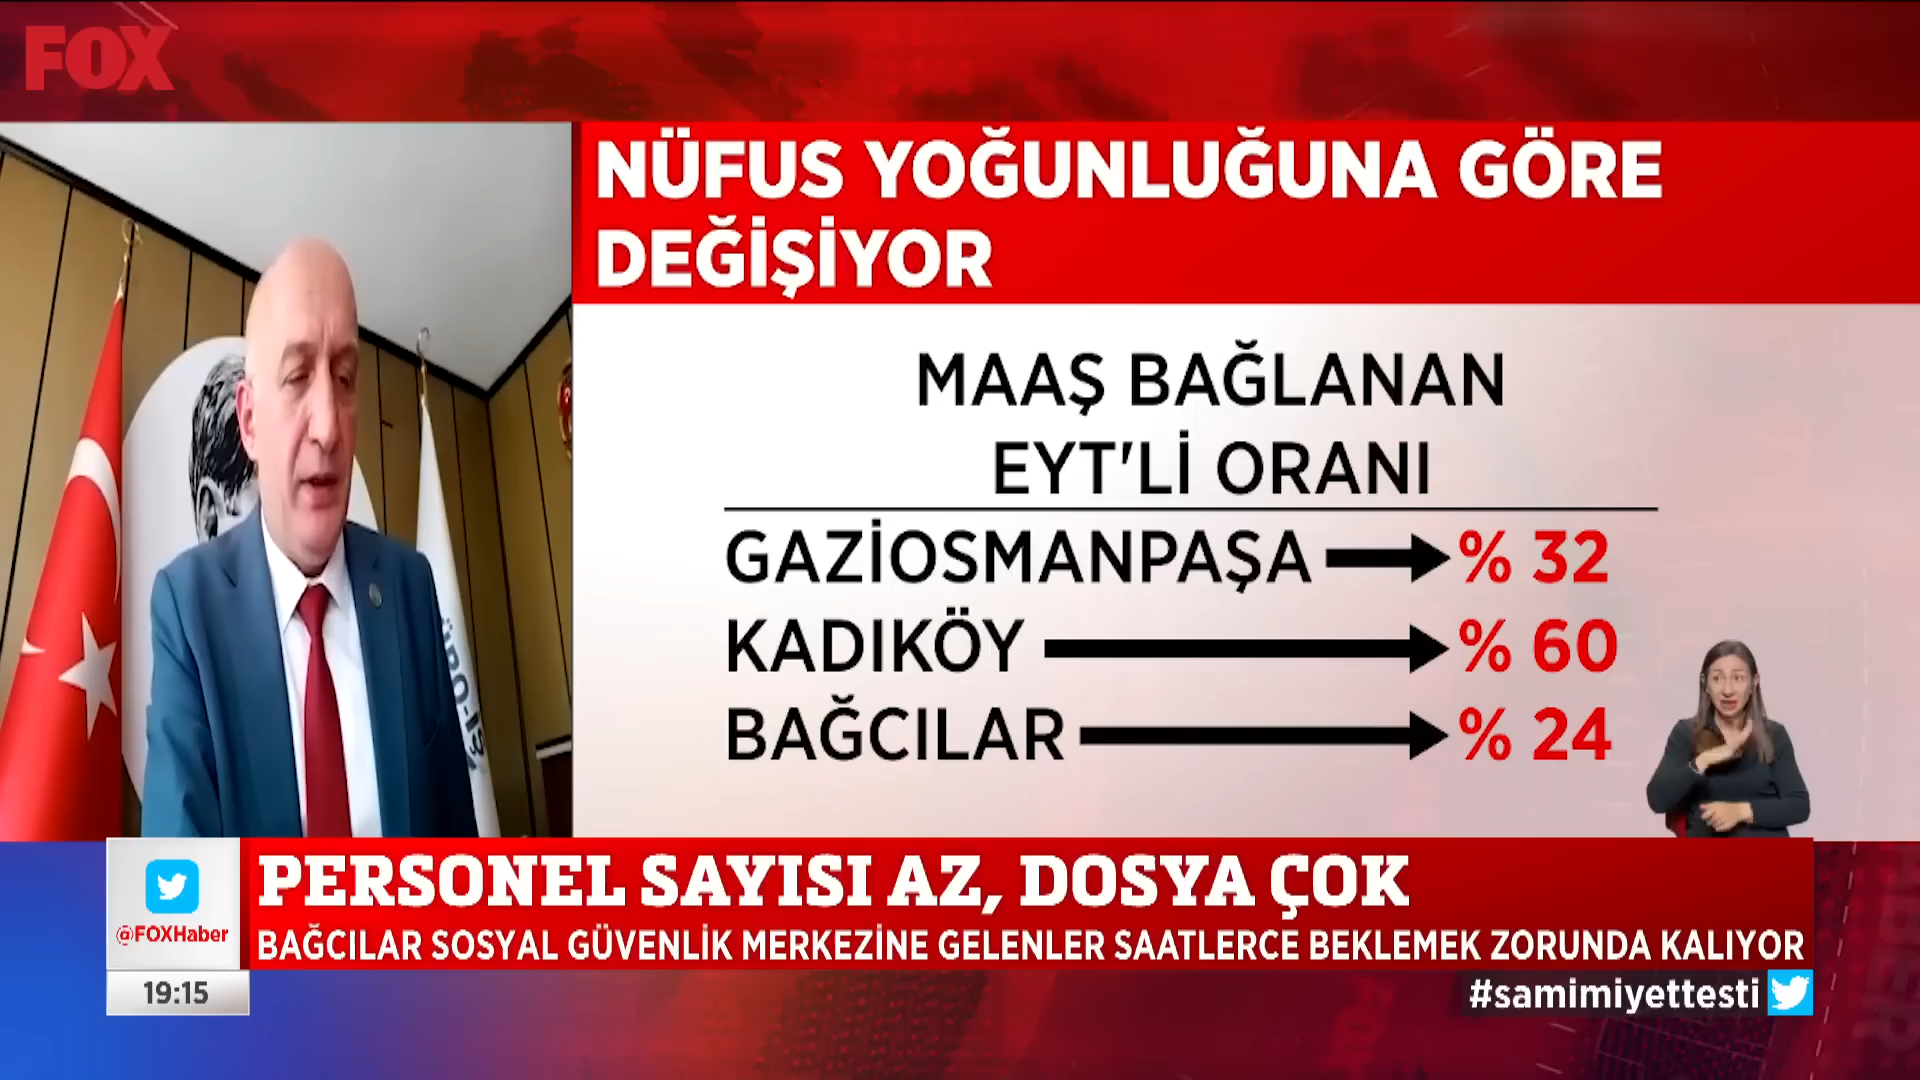 FOX
NÜFUS YOĞUNLUĞUNA GÖRE
DEĞİŞİYOR
MAAŞ BAĞLANAN
EYT'Lİ ORANI
GAZİOSMANPAŞA % 32
KADIKÖY % 60
BAĞCILAR % 24
PERSONEL SAYISI AZ, DOSYA ÇOK
@FOXHaber
BAĞCILAR SOSYAL GÜVENLİK MERKEZİNE GELENLER SAATLERCE BEKLEMEK ZORUNDA KALIYOR
19:15
#samimiyettesti